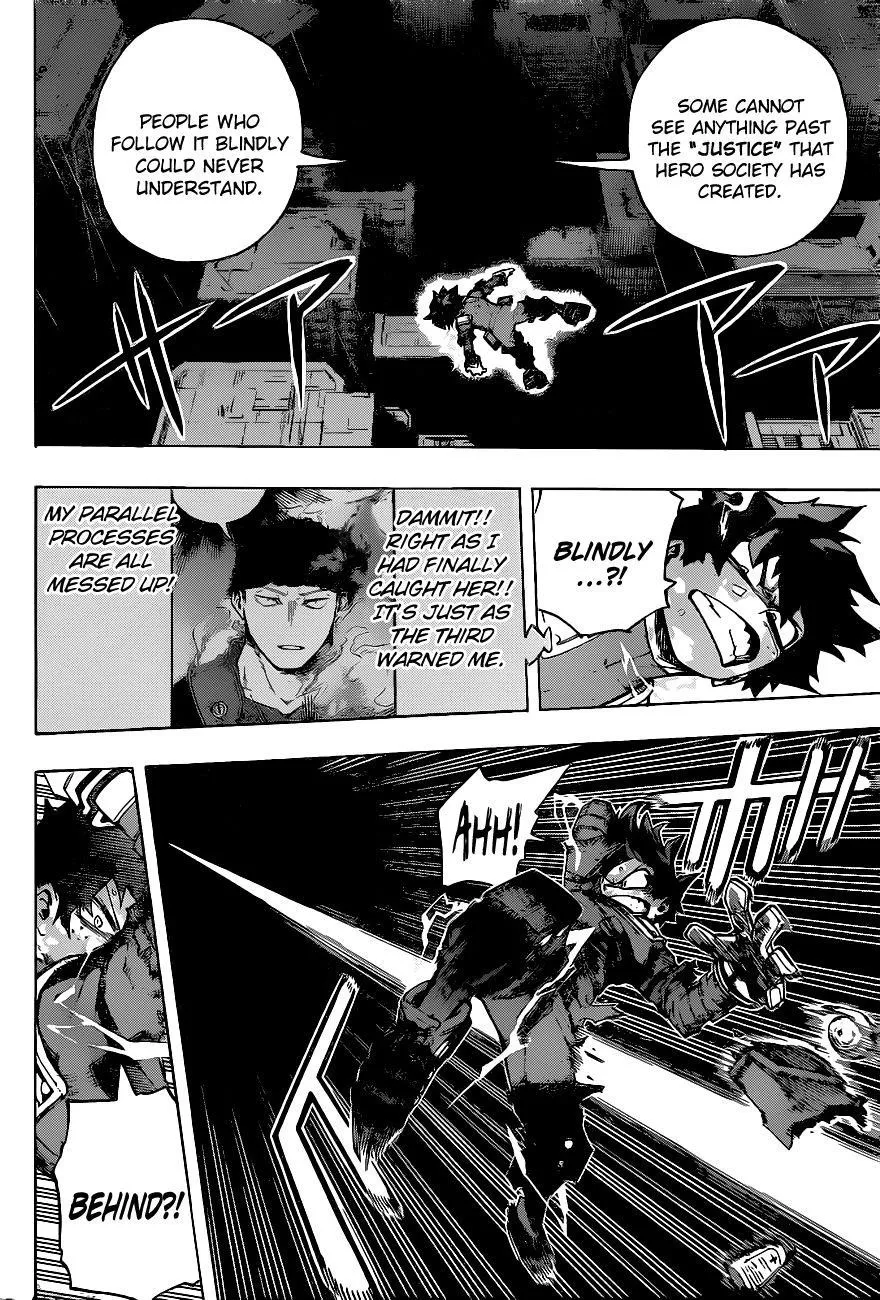 SOME CANNOT
SEE ANYTHING PAST
THE "JUSTICE" THAT
HERO SOCIETY HAS
CREATED.
PEOPLE WHO
FOLLOW IT BLINDLY
COULD NEVER
UNDERSTAND.
BLINDLY
...?!
DAMMIT!!
RIGHT AS I
HAD FINALLY
CAUGHT HER!!
IT'S JUST AS
THE THIRD
WARNED ME.
MY PARALLEL
PROCESSES
ARE ALL
MESSED UP!
AHH!
BEHIND?!